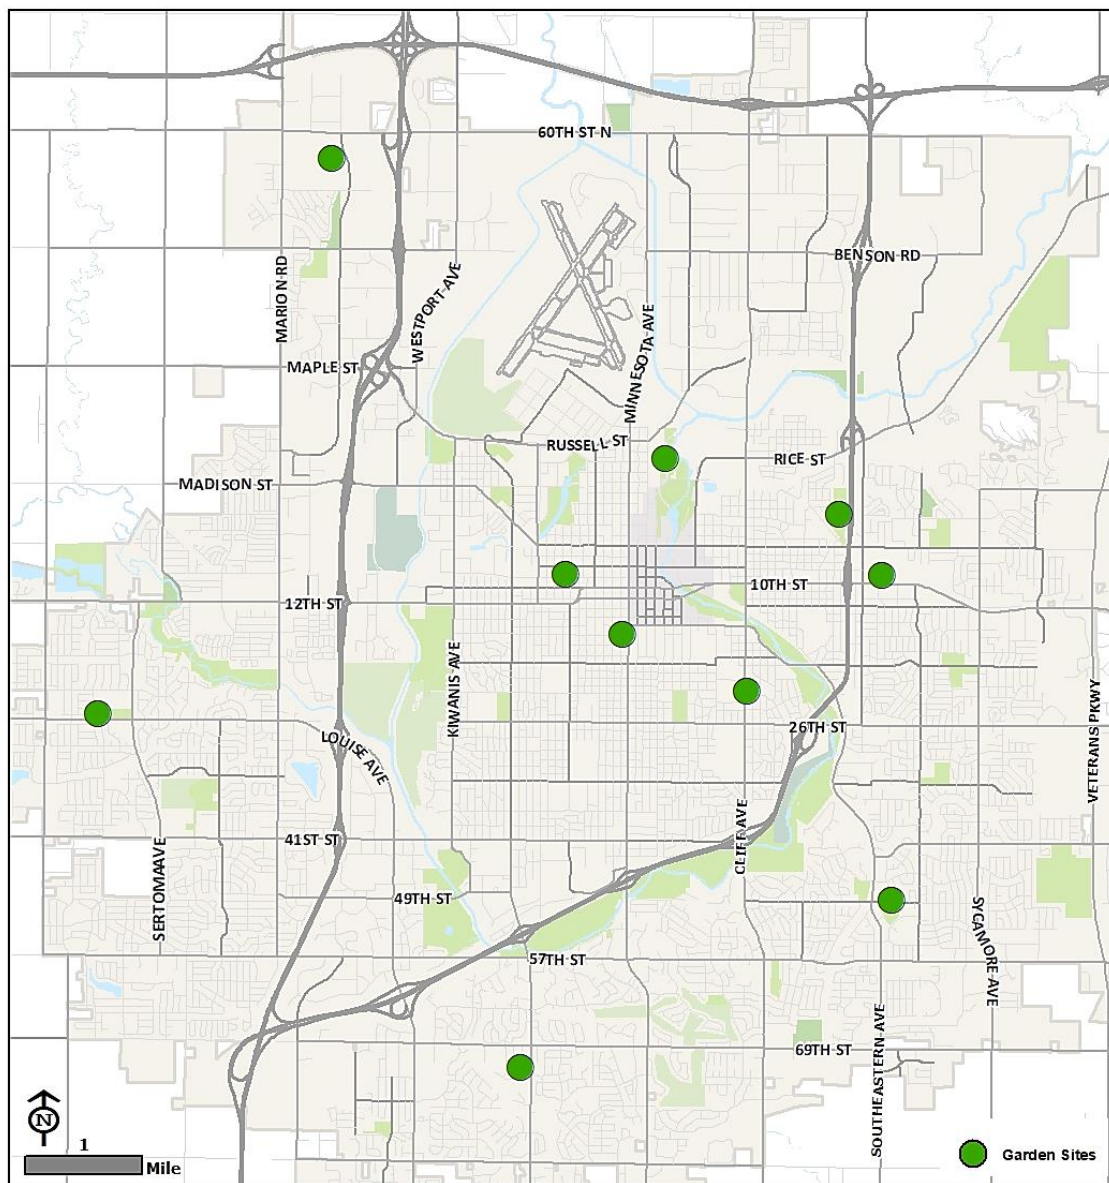 60TH ST N
BENSON RD
MARION RD
WESTPORT AVE
MINNESOTA AVE
MAPLE ST
RUSSELL ST
RICE ST
MADISON ST
10TH ST
12TH ST
KIWANIS AVE
VETERANS PKWY
26TH ST
LOUISE AVE
CLIFF AVE
41ST ST
SERTOMA AVE
49TH ST
SYCAMORE AVE
57TH ST
69TH ST
SOUTHEASTERN AVE
N
1
Mile
Garden Sites